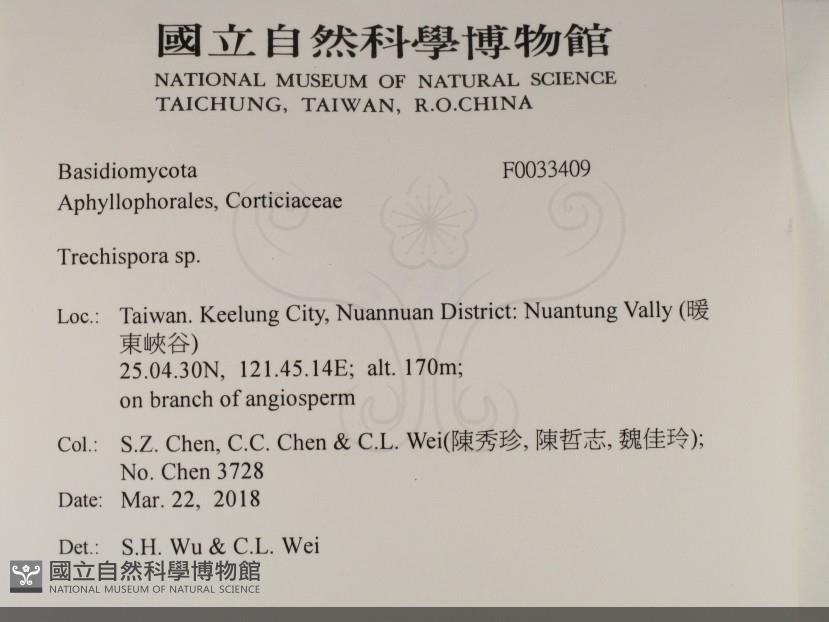 國立自然科學博物館
NATIONAL MUSEUM OF NATURAL SCIENCE
TAICHUNG, TAIWAN, R.O.CHINA
Basidiomycota F0033409
Aphyllophorales, Corticiaceae
Trechispora sp.
Loc.: Taiwan. Keelung City, Nuannuan District: Nuantung Vally (暖
東峽谷)
25.04.30N, 121.45.14E; alt. 170m;
on branch of angiosperm
Col.: S.Z. Chen, C.C. Chen & C.L. Wei(陳秀珍, 陳哲志, 魏佳玲);
No. Chen 3728
Date: Mar. 22, 2018
Det.: S.H. Wu & C.L. Wei
國立自然科學博物館
NATIONAL MUSEUM OF NATURAL SCIENCE